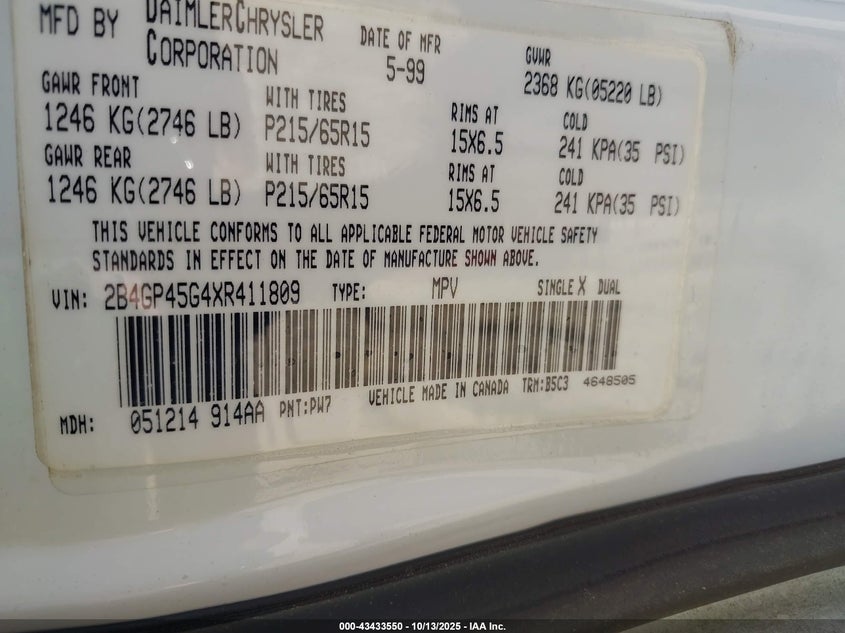 MFD BY DAIMLERCHRYSLER CORPORATION DATE OF MFR 5-99 GVWR 2368 KG(05220 LB)
GAWR FRONT WITH TIRES RIMS AT COLD
1246 KG(2746 LB) P215/65R15 15X6.5 241 KPA(35 PSI)
GAWR REAR WITH TIRES RIMS AT COLD
1246 KG(2746 LB) P215/65R15 15X6.5 241 KPA(35 PSI)
THIS VEHICLE CONFORMS TO ALL APPLICABLE FEDERAL MOTOR VEHICLE SAFETY
STANDARDS IN EFFECT ON THE DATE OF MANUFACTURE SHOWN ABOVE.
VIN: 2B4GP45G4XR411809 TYPE: MPV SINGLE X DUAL
MDH: 051214 914AA PNT:PW7 VEHICLE MADE IN CANADA TRM:B5C3 4648505
000-43433550 - 10/13/2025 - IAA Inc.